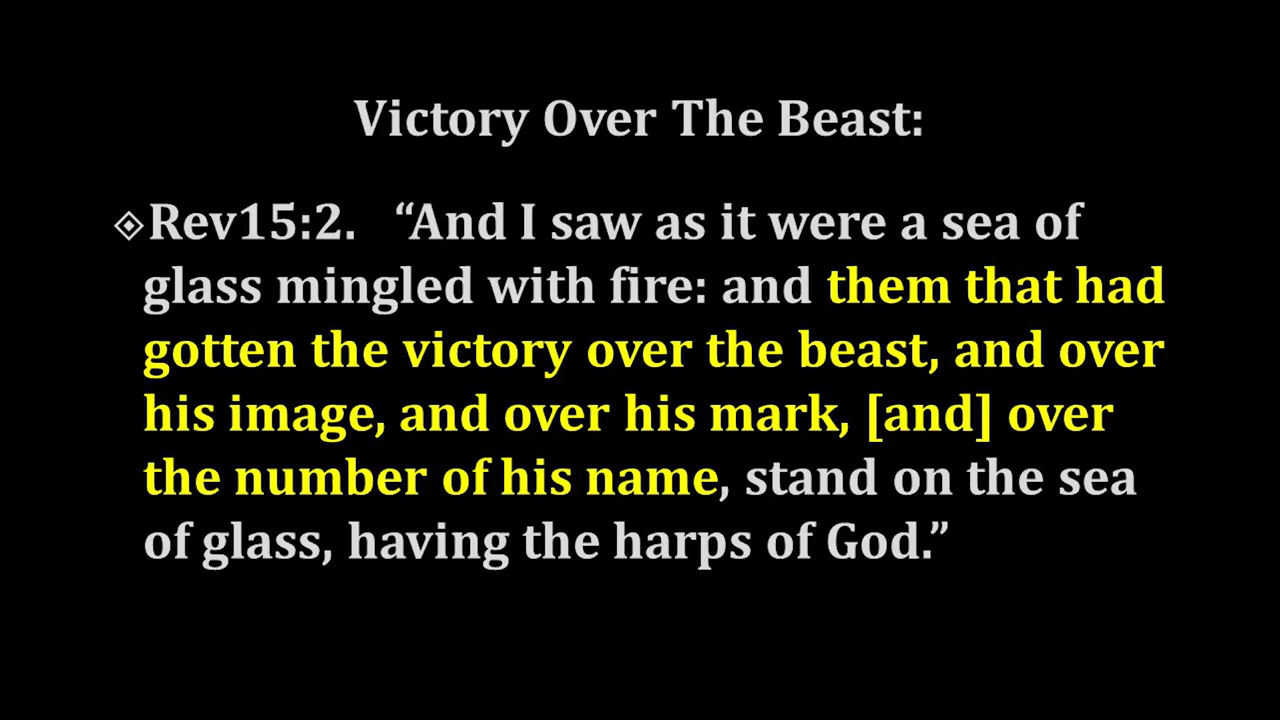 Victory Over The Beast:
Rev15:2. “And I saw as it were a sea of
glass mingled with fire: and them that had
gotten the victory over the beast, and over
his image, and over his mark, [and] over
the number of his name, stand on the sea
of glass, having the harps of God.”